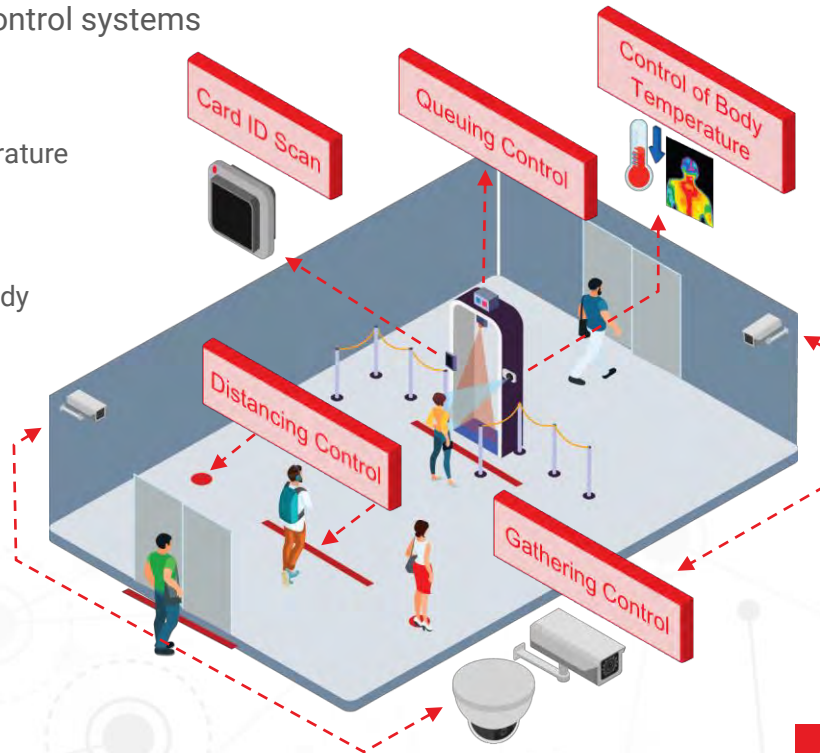 ontrol systems
rature
dy
Card ID Scan
Queuing Control
Control of Body
Temperature
Distancing Control
Gathering Control